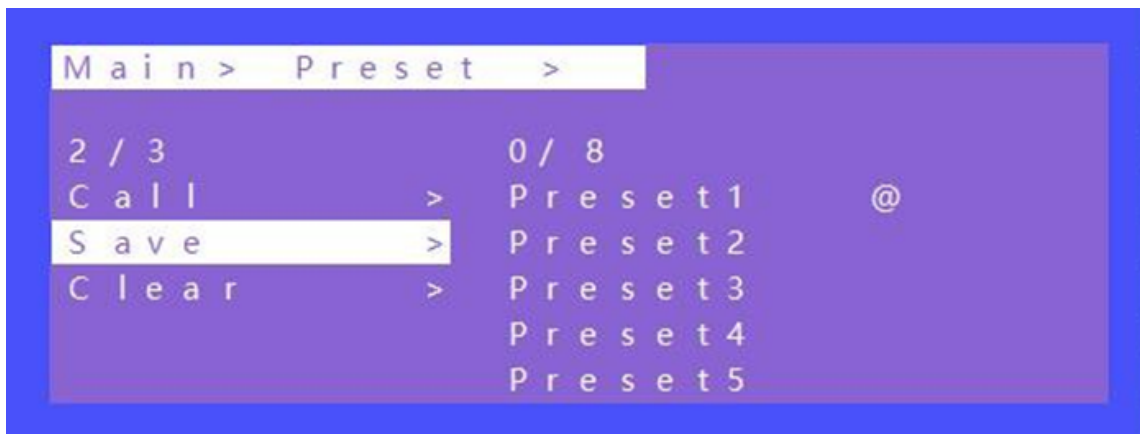 Main> Preset >
2/3 0/ 8
Call > Preset1 @
Save > Preset2
Clear > Preset3
Preset4
Preset5